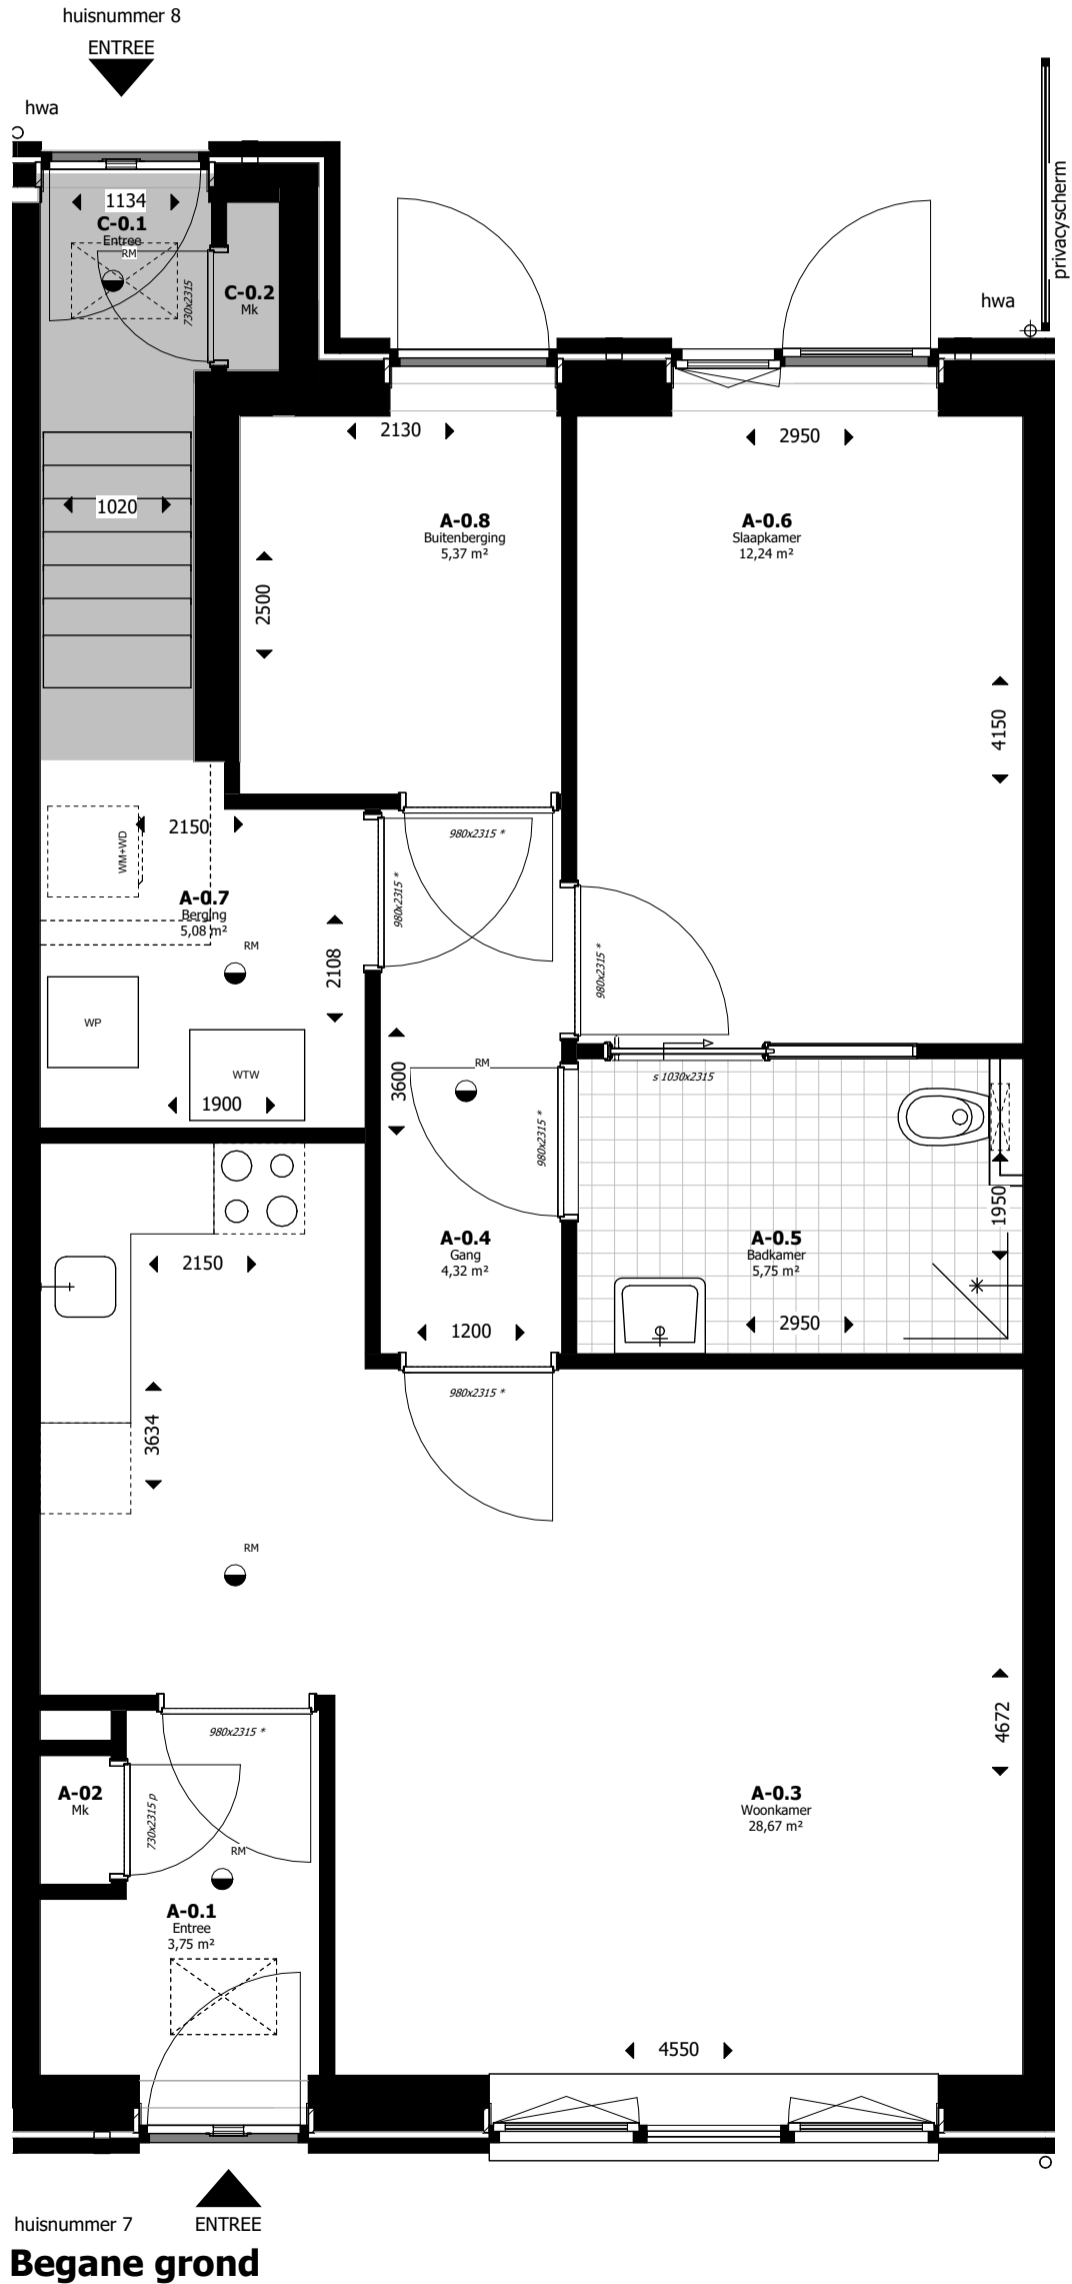 huisnummer 8
ENTREE
hwa
privacyscherm
1134
C-0.1
Entree
RM
730x2315
C-0.2
Mk
hwa
2130
2950
1020
A-0.8
Buitenberging
5,37 m²
A-0.6
Slaapkamer
12,24 m²
2500
4150
2150
WM+WD
980x2315 *
A-0.7
Berging
5,08 m²
980x2315 *
RM
2108
980x2315 *
WP
WTW
1900
3600
RM
s 1030x2315
980x2315 *
1950
2150
A-0.4
Gang
4,32 m²
A-0.5
Badkamer
5,75 m²
1200
2950
980x2315 *
3634
RM
4672
980x2315 *
A-02
Mk
730x2315 p
A-0.3
Woonkamer
28,67 m²
RM
A-0.1
Entree
3,75 m²
4550
huisnummer 7
ENTREE
Begane grond